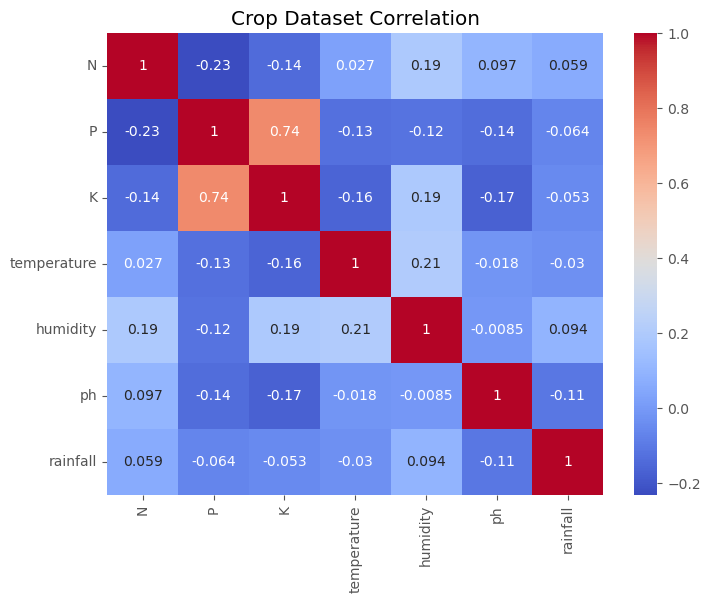 Crop Dataset Correlation
N 1 -0.23 -0.14 0.027 0.19 0.097 0.059
P -0.23 1 0.74 -0.13 -0.12 -0.14 -0.064
K -0.14 0.74 1 -0.16 0.19 -0.17 -0.053
temperature 0.027 -0.13 -0.16 1 0.21 -0.018 -0.03
humidity 0.19 -0.12 0.19 0.21 1 -0.0085 0.094
ph 0.097 -0.14 -0.17 -0.018 -0.0085 1 -0.11
rainfall 0.059 -0.064 -0.053 -0.03 0.094 -0.11 1
N P K temperature humidity ph rainfall
1.0
0.8
0.6
0.4
0.2
0.0
−0.2